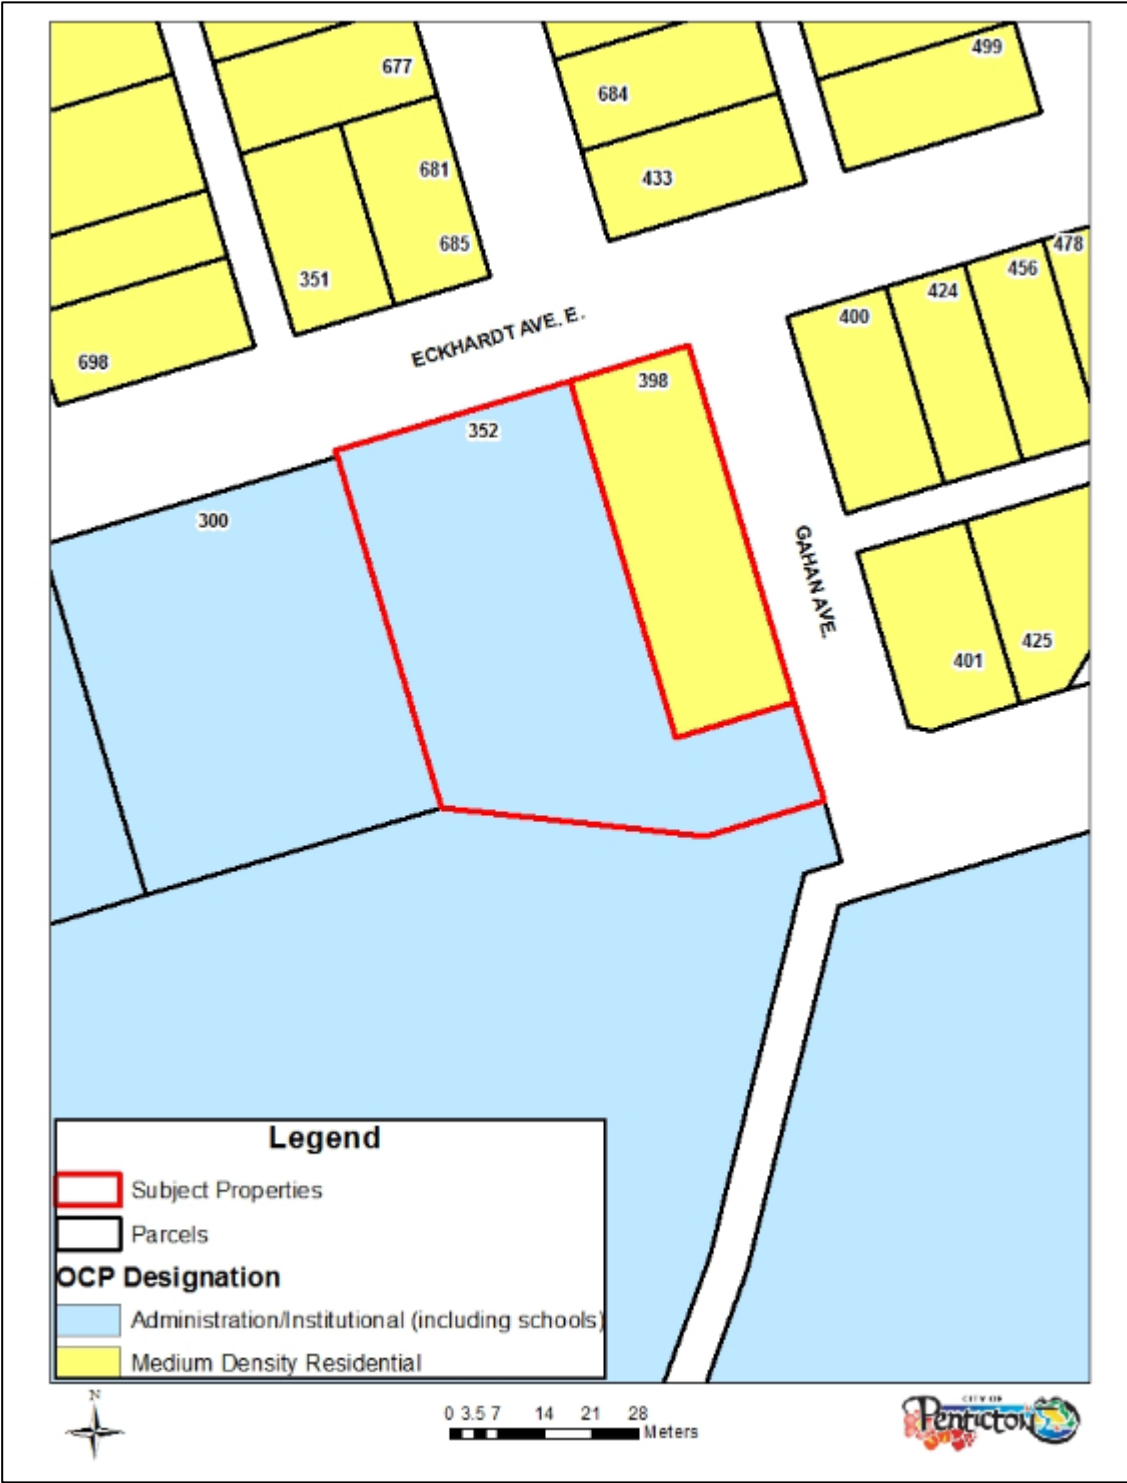 499
677
684
681
433
685
478
351
456
424
400
ECKHARDT AVE. E.
698
398
352
300
GAHAN AVE.
425
401
Legend
Subject Properties
Parcels
OCP Designation
Administration/Institutional (including schools)
Medium Density Residential
N
0 3.5 7 14 21 28
Meters
CITY OF
Penticton